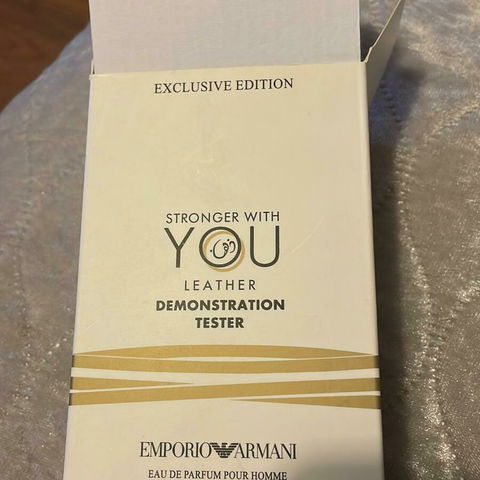 EXCLUSIVE EDITION
STRONGER WITH
YOU
LEATHER
DEMONSTRATION
TESTER
EMPORIO ARMANI
EAU DE PARFUM POUR HOMME